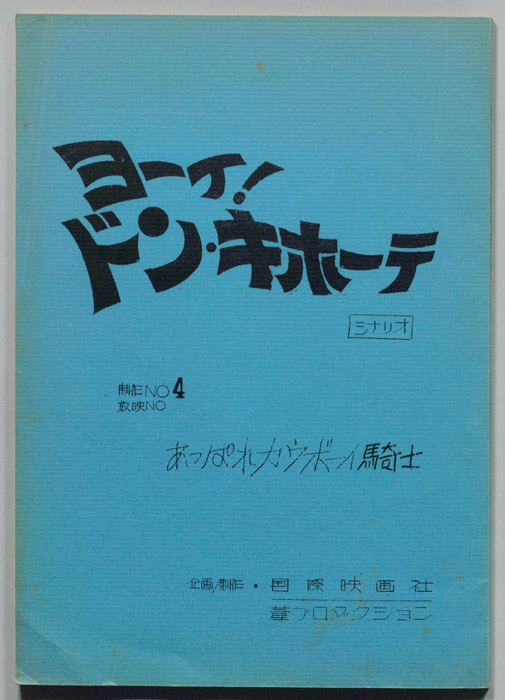 ヨーイ!
ドン・キホーテ
シナリオ
制作NO 4
放映NO
あっぱれカウボーイ騎士
企画/制作・国際映画社
葦プロダクション